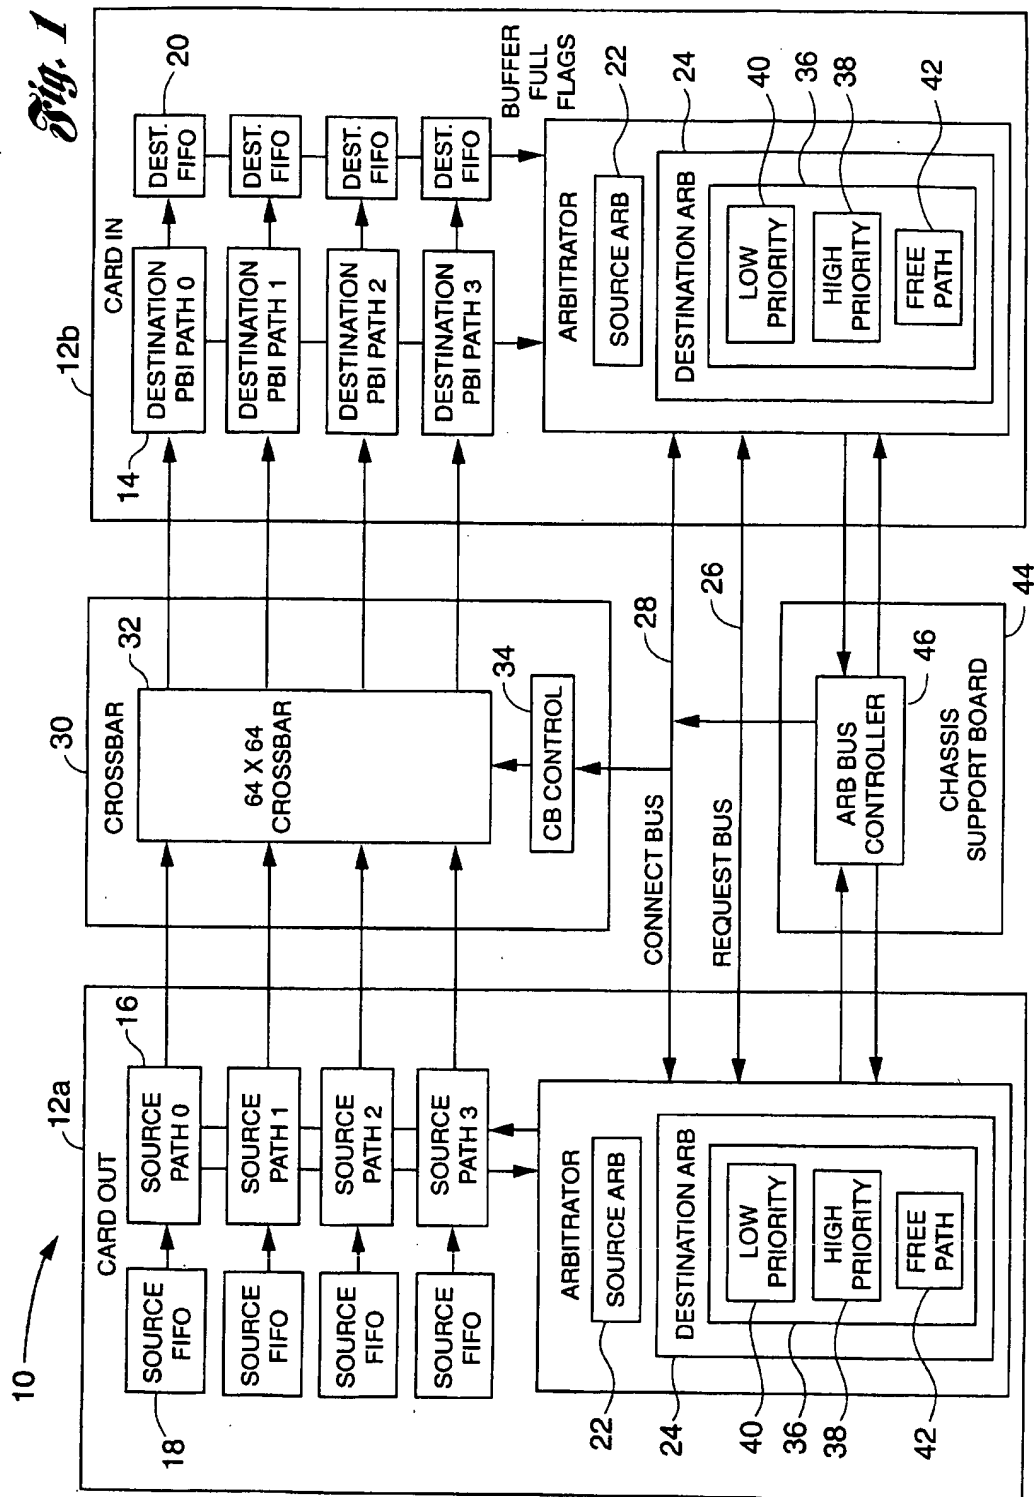 Fig. 1
10
12a
CARD OUT
18
SOURCE
FIFO
SOURCE
FIFO
SOURCE
FIFO
SOURCE
FIFO
16
SOURCE
PATH 0
SOURCE
PATH 1
SOURCE
PATH 2
SOURCE
PATH 3
ARBITRATOR
22
SOURCE ARB
24
DESTINATION ARB
40
LOW
PRIORITY
36
38
HIGH
PRIORITY
42
FREE
PATH
30
CROSSBAR
32
64 X 64
CROSSBAR
34
CB CONTROL
CONNECT BUS
28
REQUEST BUS
26
46
ARB BUS
CONTROLLER
CHASSIS
SUPPORT BOARD
44
12b
CARD IN
14
DESTINATION
PBI PATH 0
DESTINATION
PBI PATH 1
DESTINATION
PBI PATH 2
DESTINATION
PBI PATH 3
20
DEST.
FIFO
DEST.
FIFO
DEST.
FIFO
DEST.
FIFO
BUFFER
FULL
FLAGS
ARBITRATOR
22
SOURCE ARB
24
DESTINATION ARB
40
LOW
PRIORITY
36
38
HIGH
PRIORITY
42
FREE
PATH